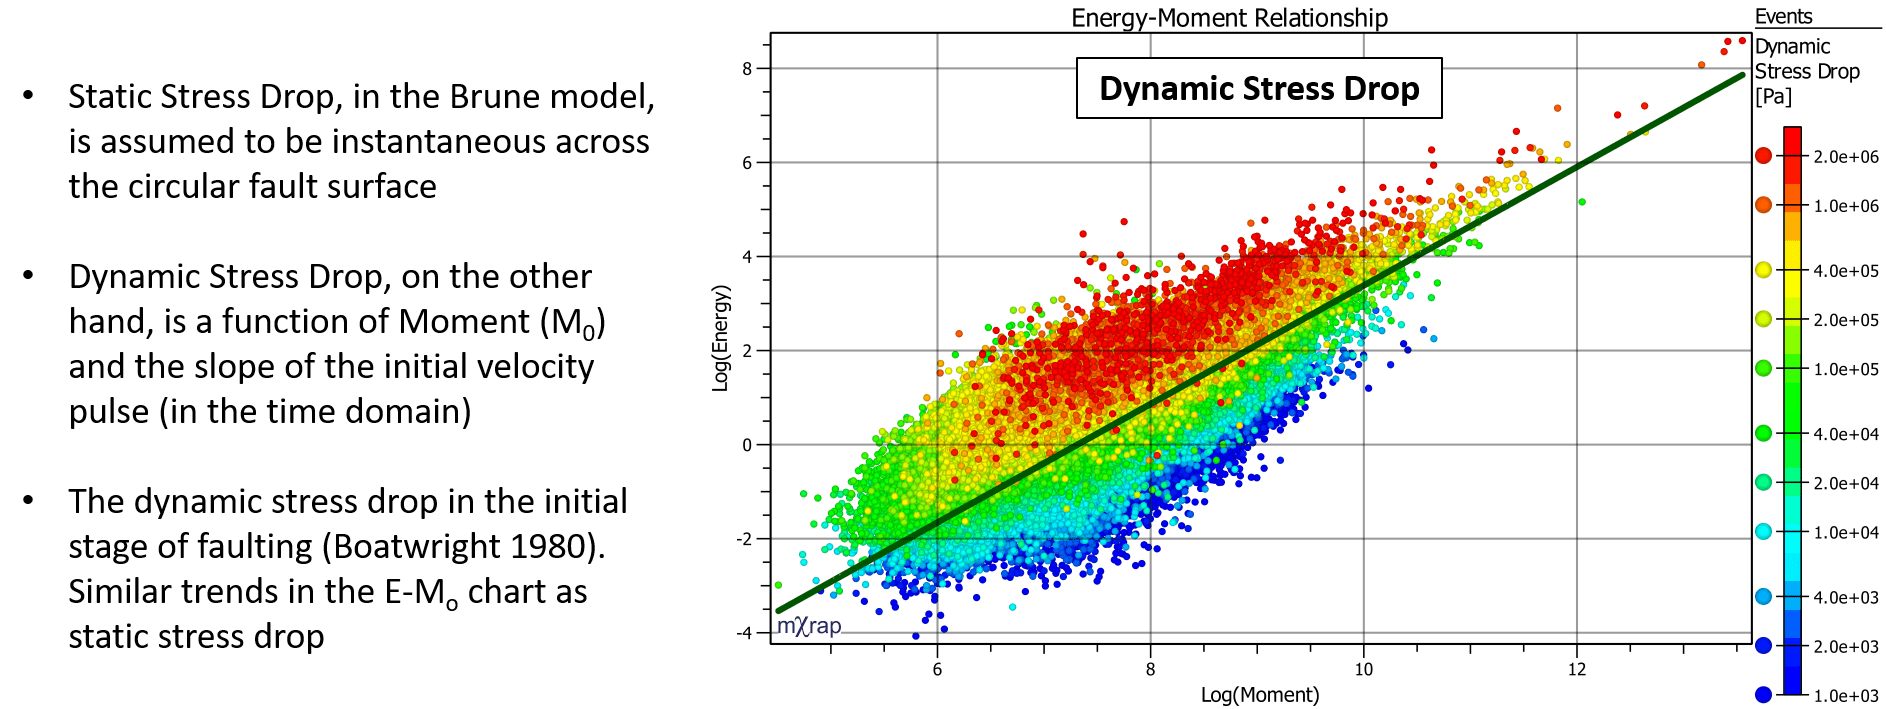 • Static Stress Drop, in the Brune model,
is assumed to be instantaneous across
the circular fault surface
• Dynamic Stress Drop, on the other
hand, is a function of Moment (M₀)
and the slope of the initial velocity
pulse (in the time domain)
• The dynamic stress drop in the initial
stage of faulting (Boatwright 1980).
Similar trends in the E-Mₒ chart as
static stress drop
Energy-Moment Relationship
Dynamic Stress Drop
Log(Energy)
8
6
4
2
0
-2
-4
mXrap
6
8
10
12
Log(Moment)
Events
Dynamic
Stress Drop
[Pa]
2.0e+06
1.0e+06
4.0e+05
2.0e+05
1.0e+05
4.0e+04
2.0e+04
1.0e+04
4.0e+03
2.0e+03
1.0e+03